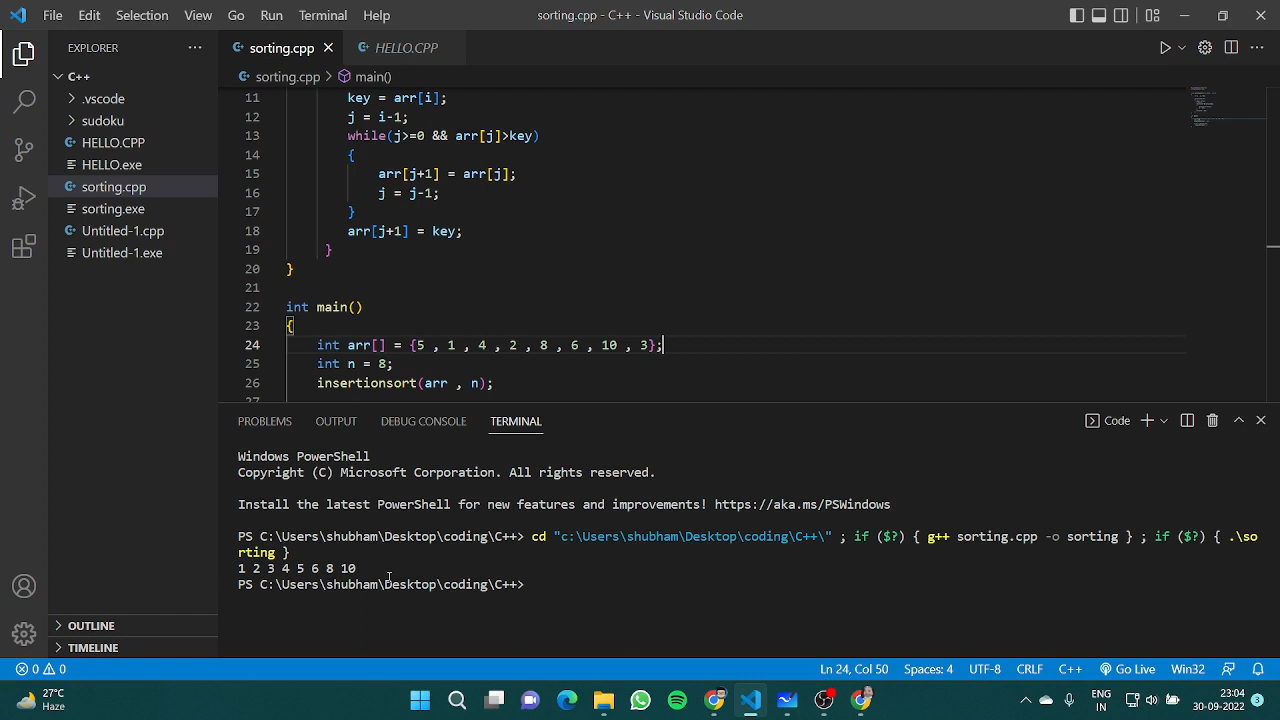 File Edit Selection View Go Run Terminal Help
sorting.cpp - C++ - Visual Studio Code
EXPLORER
sorting.cpp
HELLO.CPP
C++
sorting.cpp > main()
.vscode
sudoku
HELLO.CPP
HELLO.exe
sorting.cpp
sorting.exe
Untitled-1.cpp
Untitled-1.exe
11 key = arr[i];
12 j = i-1;
13 while(j>=0 && arr[j]>key)
14 {
15 arr[j+1] = arr[j];
16 j = j-1;
17 }
18 arr[j+1] = key;
19 }
20 }
21
22 int main()
23 {
24 int arr[] = {5 , 1 , 4 , 2 , 8 , 6 , 10 , 3};
25 int n = 8;
26 insertionsort(arr , n);
27
PROBLEMS OUTPUT DEBUG CONSOLE TERMINAL
Code
Windows PowerShell
Copyright (C) Microsoft Corporation. All rights reserved.
Install the latest PowerShell for new features and improvements! https://aka.ms/PSWindows
PS C:\Users\shubham\Desktop\coding\C++> cd "c:\Users\shubham\Desktop\coding\C++\" ; if ($?) { g++ sorting.cpp -o sorting } ; if ($?) { .\so
rting }
1 2 3 4 5 6 8 10
PS C:\Users\shubham\Desktop\coding\C++>
OUTLINE
TIMELINE
0 0
Ln 24, Col 50 Spaces: 4 UTF-8 CRLF C++ Go Live Win32
27°C
Haze
ENG
IN
23:04
30-09-2022
3